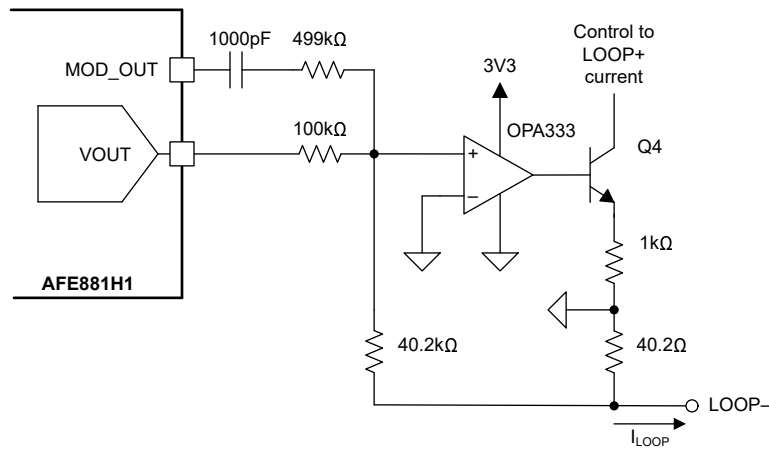 1000pF
499kΩ
MOD_OUT
Control to
LOOP+
current
3V3
100kΩ
OPA333
Q4
VOUT
+
–
1kΩ
AFE881H1
40.2kΩ
40.2Ω
LOOP–
ILOOP